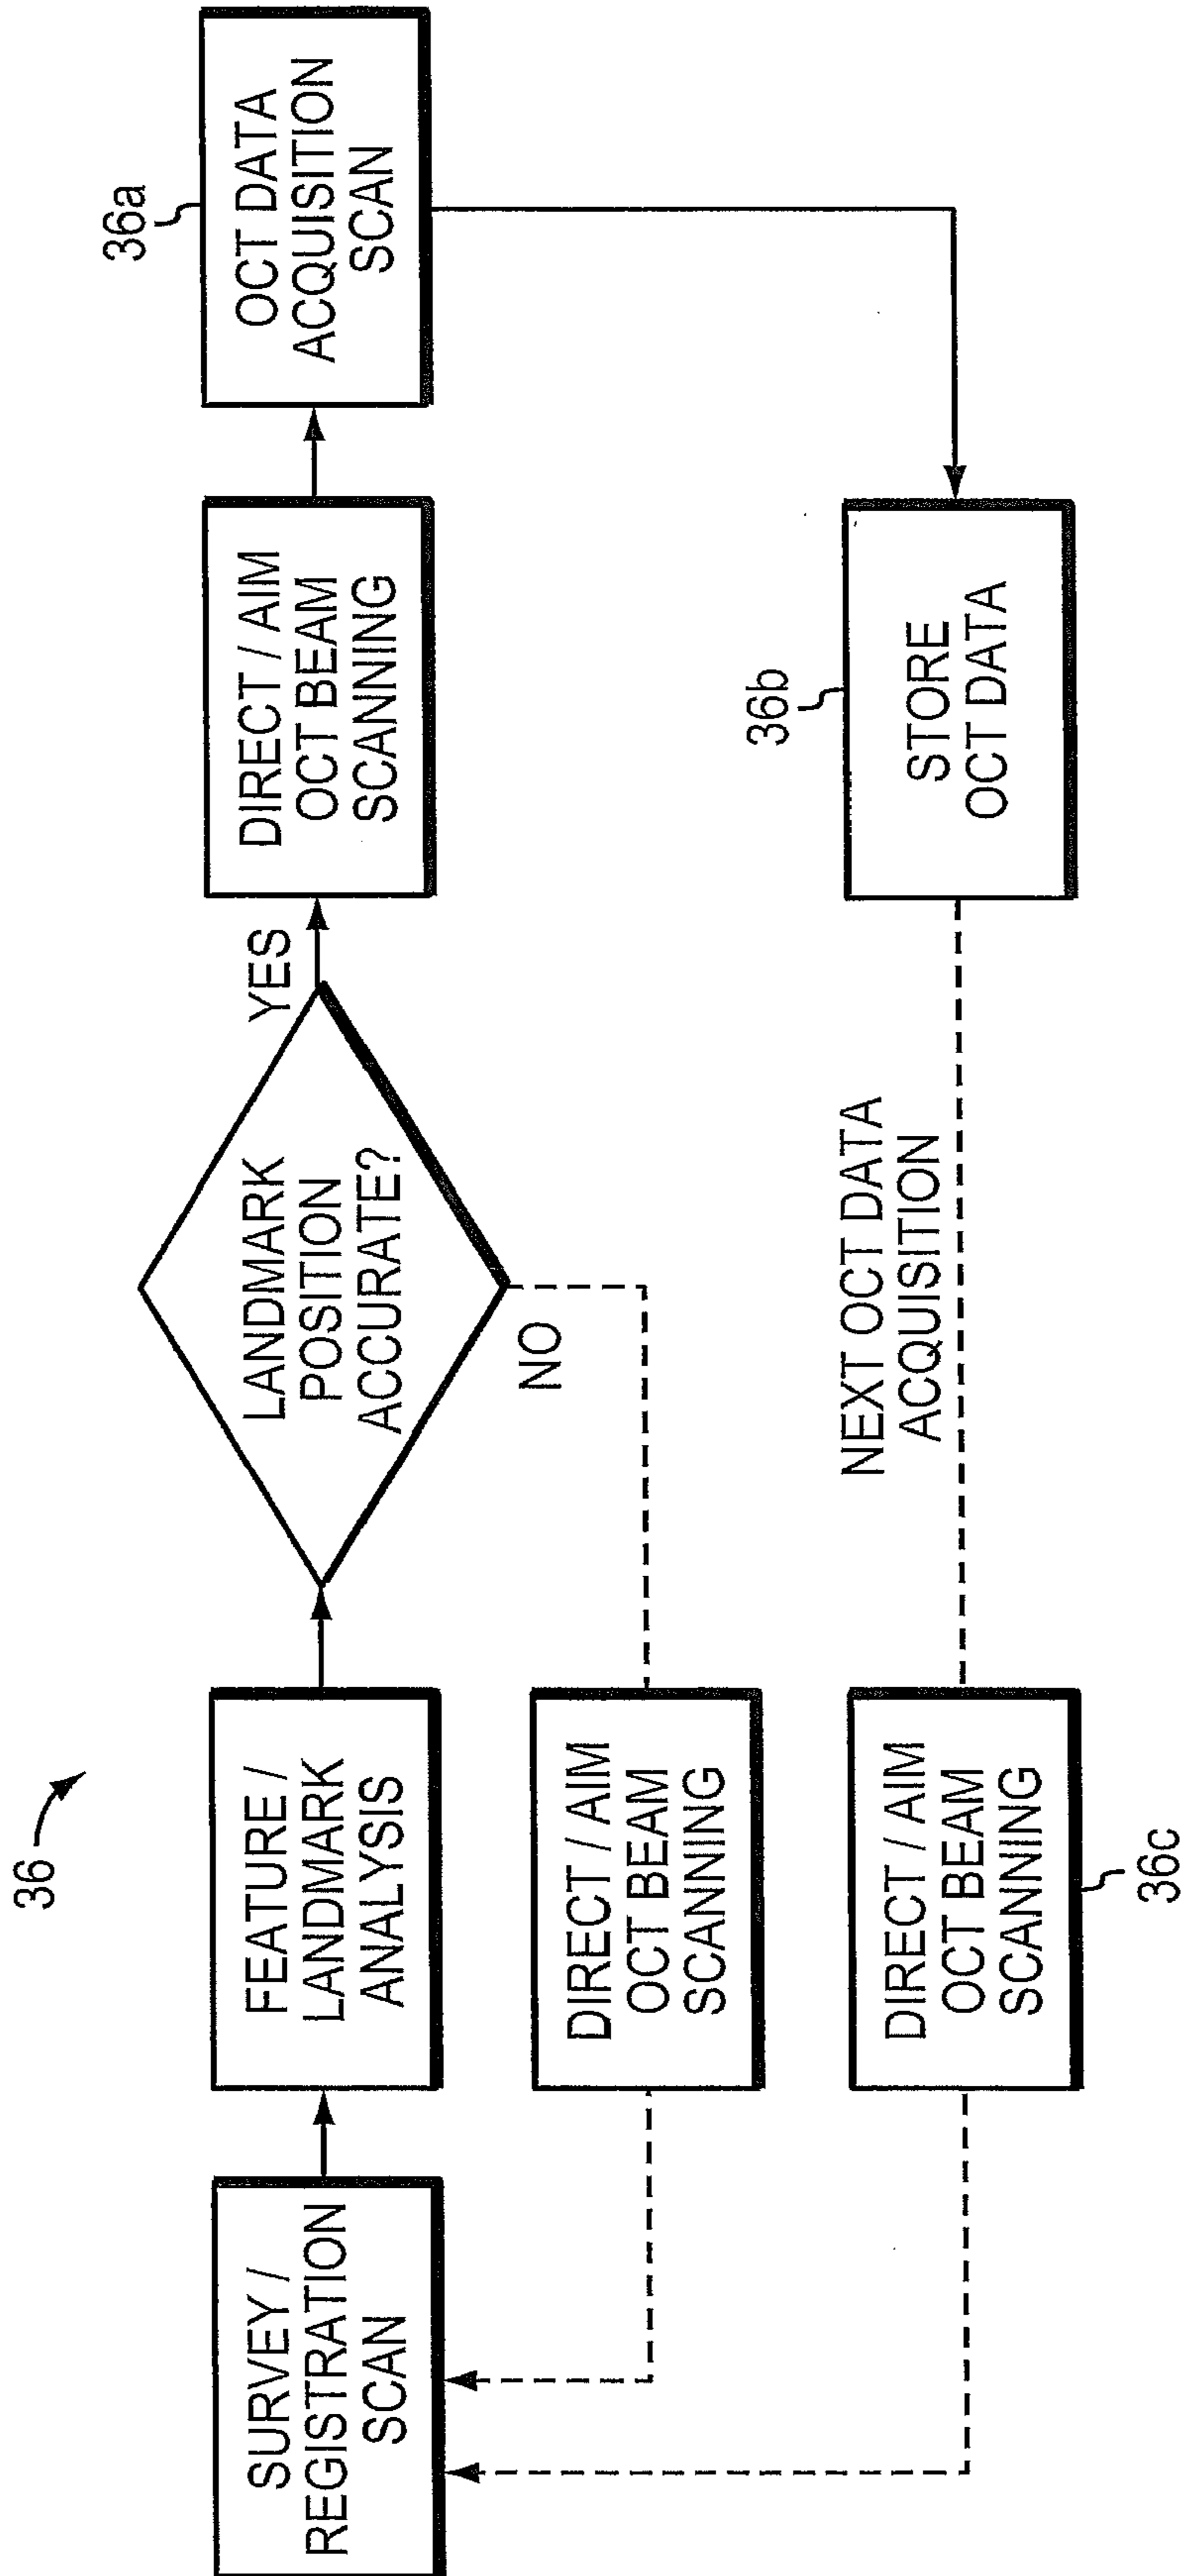 36
SURVEY /
REGISTRATION
SCAN
FEATURE /
LANDMARK
ANALYSIS
LANDMARK
POSITION
ACCURATE?
YES
NO
DIRECT / AIM
OCT BEAM
SCANNING
36a
OCT DATA
ACQUISITION
SCAN
DIRECT / AIM
OCT BEAM
SCANNING
36b
STORE
OCT DATA
NEXT OCT DATA
ACQUISITION
DIRECT / AIM
OCT BEAM
SCANNING
36c